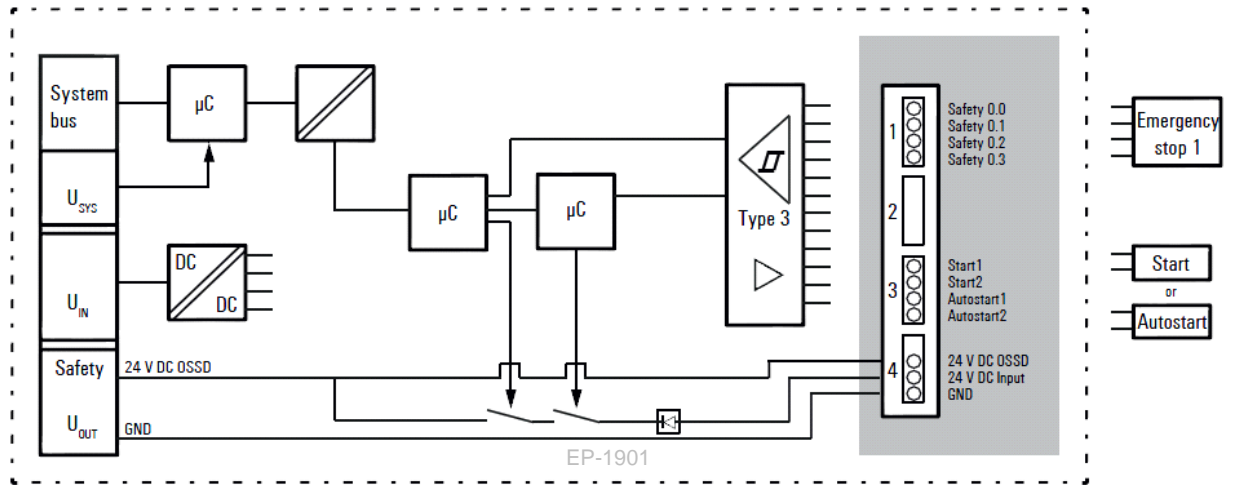 System
bus
U SYS
U IN
Safety
U OUT
µC
DC
DC
24 V DC OSSD
GND
µC
µC
Type 3
EP-1901
1
Safety 0.0
Safety 0.1
Safety 0.2
Safety 0.3
2
3
Start1
Start2
Autostart1
Autostart2
4
24 V DC OSSD
24 V DC Input
GND
Emergency
stop 1
Start
or
Autostart